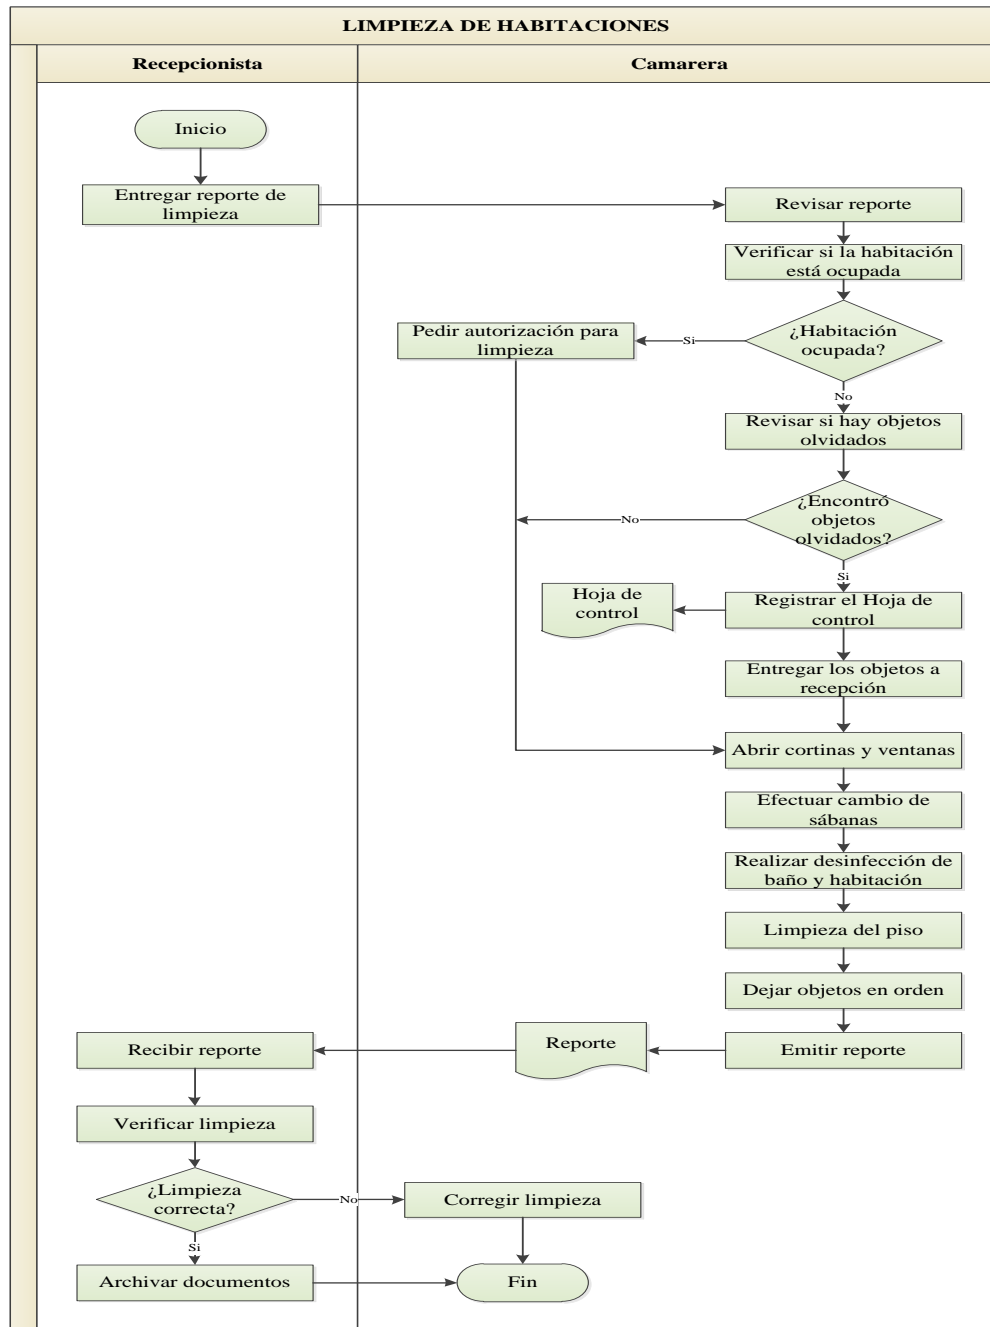 LIMPIEZA DE HABITACIONES
Recepcionista
Camarera
Inicio
Entregar reporte de
limpieza
Revisar reporte
Verificar si la habitación
está ocupada
¿Habitación
ocupada?
Si
Pedir autorización para
limpieza
No
Revisar si hay objetos
olvidados
¿Encontró
objetos
olvidados?
No
Si
Registrar el Hoja de
control
Hoja de
control
Entregar los objetos a
recepción
Abrir cortinas y ventanas
Efectuar cambio de
sábanas
Realizar desinfección de
baño y habitación
Limpieza del piso
Dejar objetos en orden
Emitir reporte
Reporte
Recibir reporte
Verificar limpieza
¿Limpieza
correcta?
No
Corregir limpieza
Si
Archivar documentos
Fin